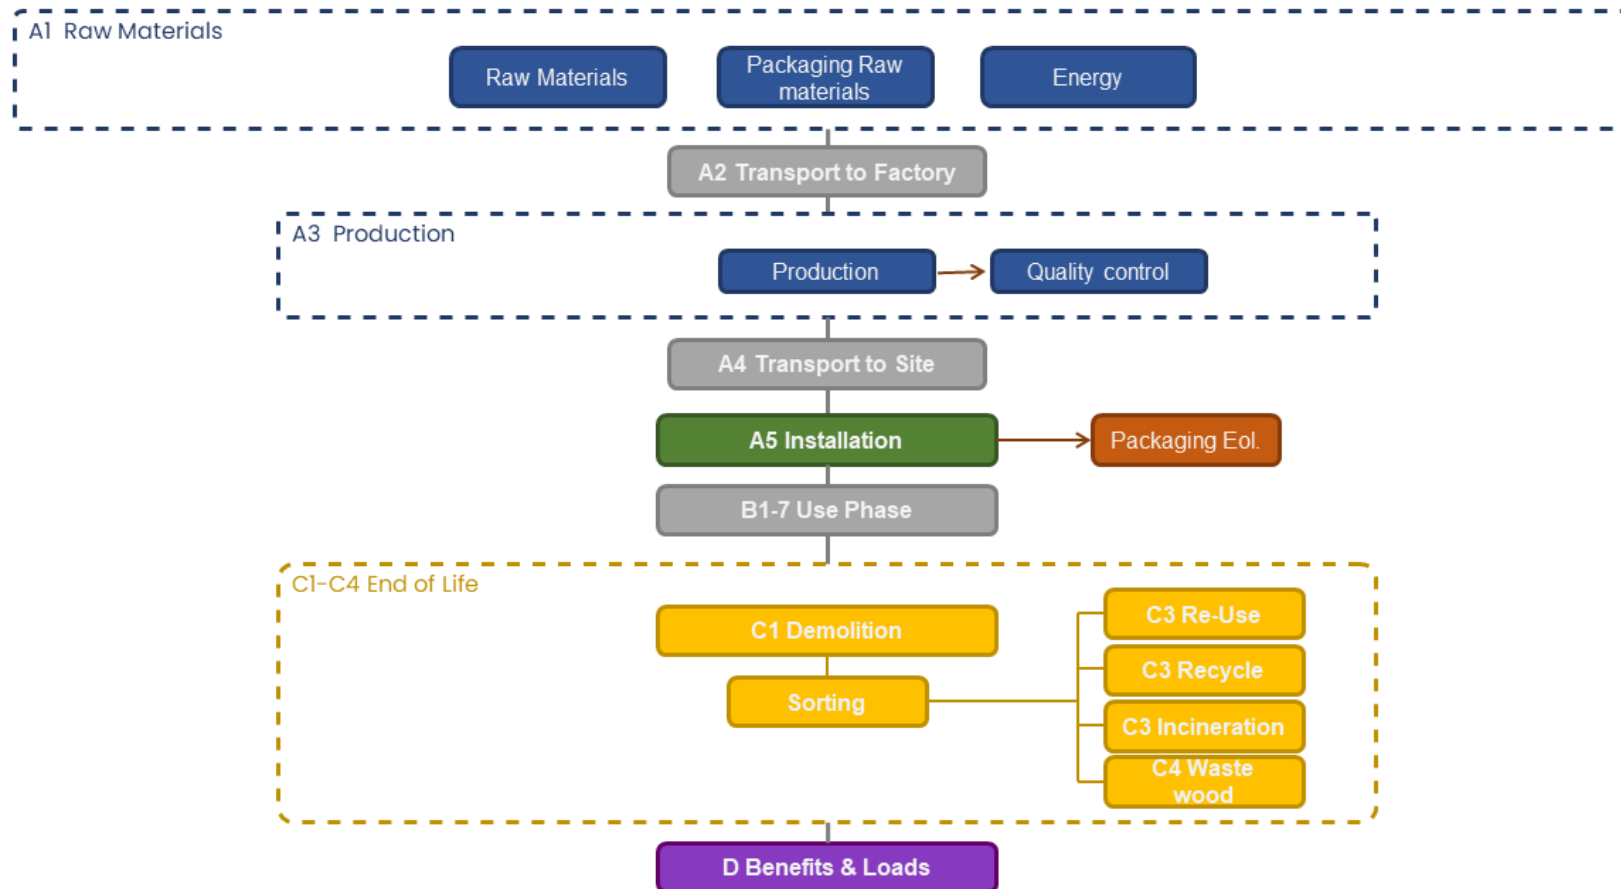 A1 Raw Materials
Raw Materials
Packaging Raw
materials
Energy
A2 Transport to Factory
A3 Production
Production
Quality control
A4 Transport to Site
A5 Installation
Packaging Eol.
B1-7 Use Phase
C1-C4 End of Life
C1 Demolition
C3 Re-Use
C3 Recycle
Sorting
C3 Incineration
C4 Waste
wood
D Benefits & Loads